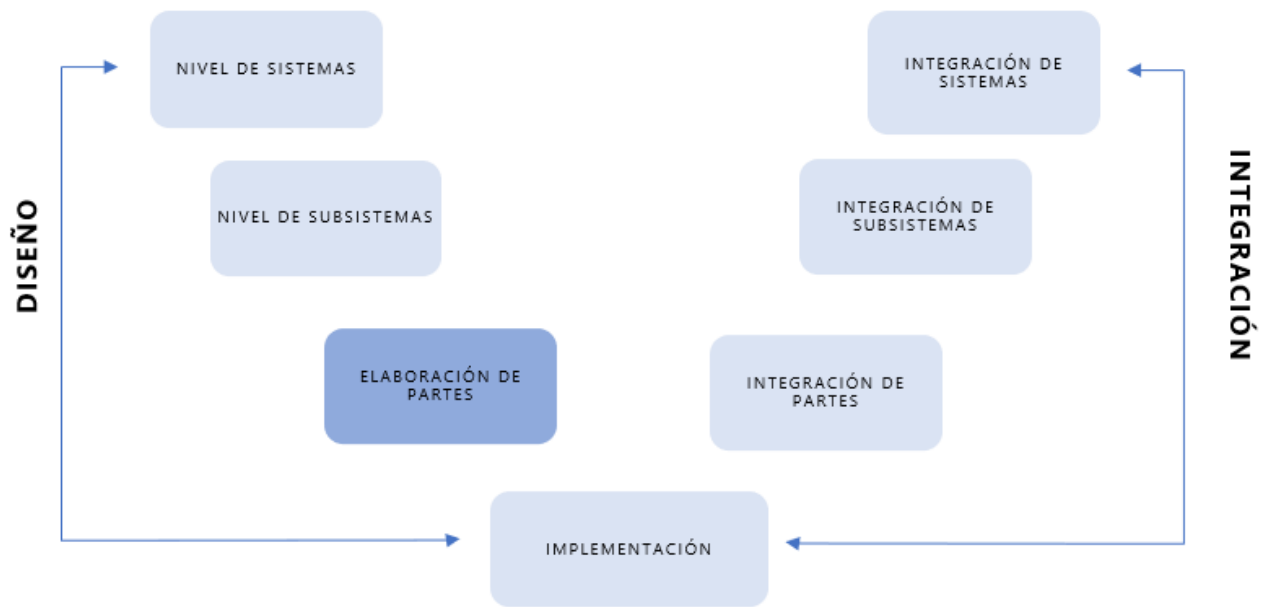 NIVEL DE SISTEMAS
INTEGRACIÓN DE
SISTEMAS
NIVEL DE SUBSISTEMAS
INTEGRACIÓN DE
SUBSISTEMAS
DISEÑO
INTEGRACIÓN
ELABORACIÓN DE
PARTES
INTEGRACIÓN DE
PARTES
IMPLEMENTACIÓN